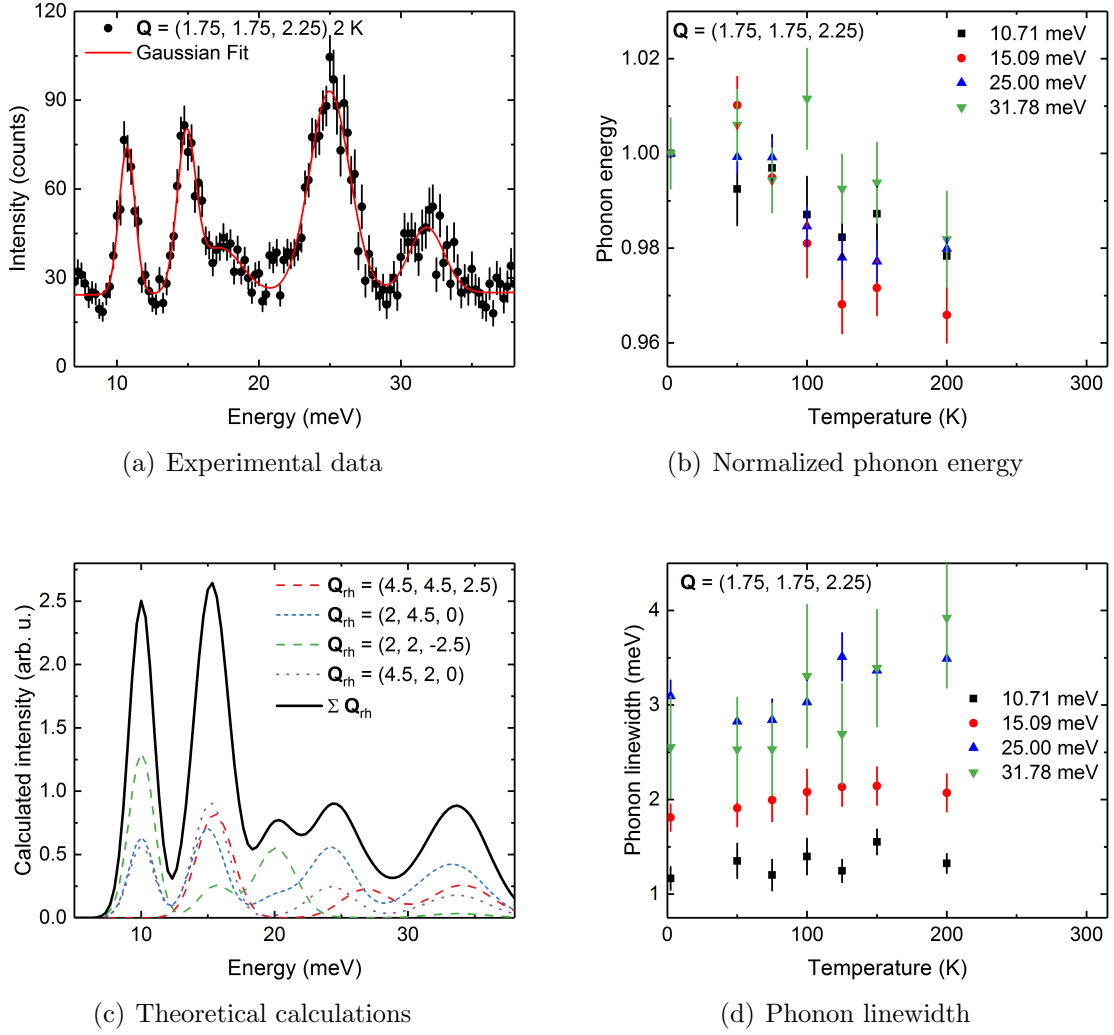 Q = (1.75, 1.75, 2.25) 2 K
Gaussian Fit
120
90
60
30
0
Intensity (counts)
10
20
30
Energy (meV)
(a) Experimental data
Q = (1.75, 1.75, 2.25)
10.71 meV
15.09 meV
25.00 meV
31.78 meV
1.02
1.00
0.98
0.96
Phonon energy
0
100
200
300
Temperature (K)
(b) Normalized phonon energy
Qrh = (4.5, 4.5, 2.5)
Qrh = (2, 4.5, 0)
Qrh = (2, 2, -2.5)
Qrh = (4.5, 2, 0)
Σ Qrh
2.5
2.0
1.5
1.0
0.5
0.0
Calculated intensity (arb. u.)
10
20
30
Energy (meV)
(c) Theoretical calculations
Q = (1.75, 1.75, 2.25)
10.71 meV
15.09 meV
25.00 meV
31.78 meV
4
3
2
1
Phonon linewidth (meV)
0
100
200
300
Temperature (K)
(d) Phonon linewidth